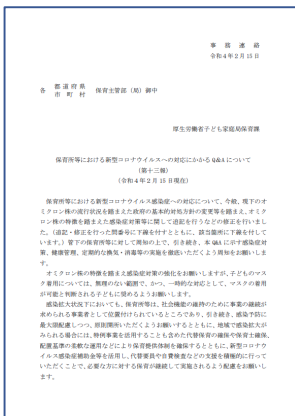 事務連絡
令和4年2月15日
都道府県
各 保育主管部（局）御中
市町村
厚生労働省子ども家庭局保育課
保育所等における新型コロナウイルスへの対応にかかるQ&Aについて
（第十三報）
（令和4年2月15日現在）
保育所等における新型コロナウイルス感染症への対応について、今般、現下のオ
ミクロン株の流行状況を踏まえた政府の基本的対処方針の変更等を踏まえ、オミク
ロン株の特徴を踏まえた感染症対策等に関して追記を行うなどの修正を行いまし
た。（追記・修正を行った問番号に下線を付すとともに、該当箇所に下線を付して
います。）管下の保育所等に対して周知の上で、引き続き、本Q&Aに示す感染症対
策、健康管理、定期的な換気・消毒等の実施を徹底いただくよう周知をお願いしま
す。
オミクロン株の特徴を踏まえ感染症対策の強化をお願いしますが、子どものマス
ク着用については、無理のない範囲で、かつ、一時的な対応として、マスクの着用
が可能と判断される子どもに関めるようお願いします。
感染拡大状況下においても、保育所等は、社会機能の維持のために事業の継続が
求められる事業者として位置付けられているところであり、引き続き、感染予防に
最大限配慮しつつ、原則開所いただくようお願いするとともに、地域で感染拡大が
みられる場合には、特例事業を活用することも含めた代替保育の確保や保育士確保、
配置基準の柔軟な運用などにより保育提供体制を確保するとともに、新型コロナウ
イルス感染症補助金等を活用し、代替要員や自費検査などの支援を積極的に行って
いただくことで、必要な方に対する保育が継続して実施されるよう配慮をお願いし
ます。